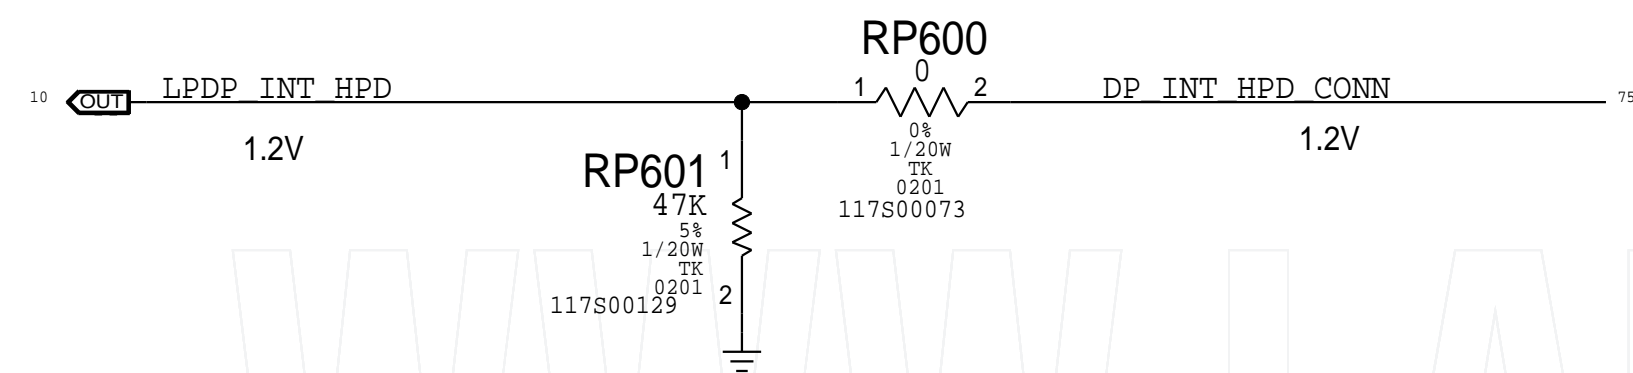 RP600
0
1 2
10 OUT LPDP_INT_HPD
DP_INT_HPD_CONN 75
1.2V
1.2V
0%
1/20W
TK
0201
117S00073
RP601 1
47K
5%
1/20W
TK
0201
117S00129
2